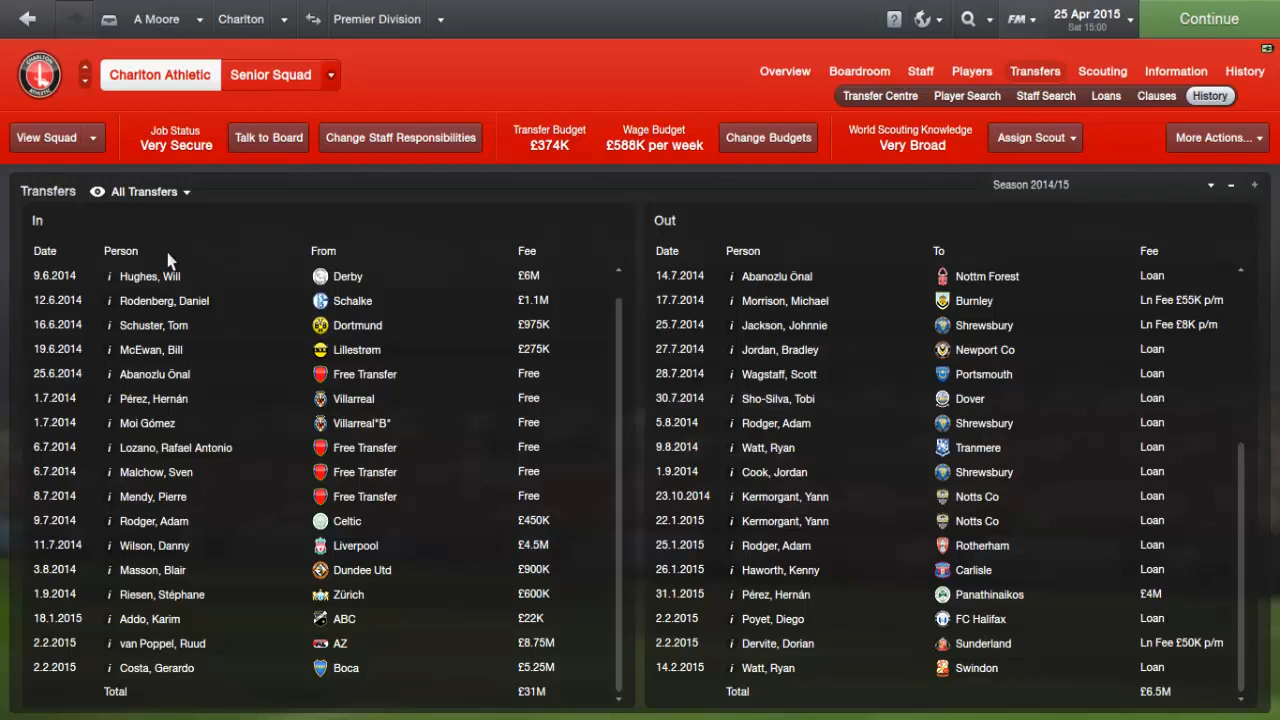 A Moore Charlton Premier Division ? FM 25 Apr 2015 Sat 15:00 Continue
Charlton Athletic Senior Squad
Overview Boardroom Staff Players Transfers Scouting Information History
Transfer Centre Player Search Staff Search Loans Clauses History
View Squad Job Status Very Secure Talk to Board Change Staff Responsibilities Transfer Budget £374K Wage Budget £588K per week Change Budgets World Scouting Knowledge Very Broad Assign Scout More Actions...
Transfers All Transfers Season 2014/15
In
Date Person From Fee
9.6.2014 i Hughes, Will Derby £6M
12.6.2014 i Rodenberg, Daniel Schalke £1.1M
16.6.2014 i Schuster, Tom Dortmund £975K
19.6.2014 i McEwan, Bill Lillestrøm £275K
25.6.2014 i Abanozlu Önal Free Transfer Free
1.7.2014 i Pérez, Hernán Villarreal Free
1.7.2014 i Moi Gómez Villarreal"B" Free
6.7.2014 i Lozano, Rafael Antonio Free Transfer Free
6.7.2014 i Malchow, Sven Free Transfer Free
8.7.2014 i Mendy, Pierre Free Transfer Free
9.7.2014 i Rodger, Adam Celtic £450K
11.7.2014 i Wilson, Danny Liverpool £4.5M
3.8.2014 i Masson, Blair Dundee Utd £900K
1.9.2014 i Riesen, Stéphane Zürich £600K
18.1.2015 i Addo, Karim ABC £22K
2.2.2015 i van Poppel, Ruud AZ £8.75M
2.2.2015 i Costa, Gerardo Boca £5.25M
Total £31M
Out
Date Person To Fee
14.7.2014 i Abanozlu Önal Nottm Forest Loan
17.7.2014 i Morrison, Michael Burnley Ln Fee £55K p/m
25.7.2014 i Jackson, Johnnie Shrewsbury Ln Fee £8K p/m
27.7.2014 i Jordan, Bradley Newport Co Loan
28.7.2014 i Wagstaff, Scott Portsmouth Loan
30.7.2014 i Sho-Silva, Tobi Dover Loan
5.8.2014 i Rodger, Adam Shrewsbury Loan
9.8.2014 i Watt, Ryan Tranmere Loan
1.9.2014 i Cook, Jordan Shrewsbury Loan
23.10.2014 i Kermorgant, Yann Notts Co Loan
22.1.2015 i Kermorgant, Yann Notts Co Loan
25.1.2015 i Rodger, Adam Rotherham Loan
26.1.2015 i Haworth, Kenny Carlisle Loan
31.1.2015 i Pérez, Hernán Panathinaikos £4M
2.2.2015 i Poyet, Diego FC Halifax Loan
2.2.2015 i Dervite, Dorian Sunderland Ln Fee £50K p/m
14.2.2015 i Watt, Ryan Swindon Loan
Total £6.5M